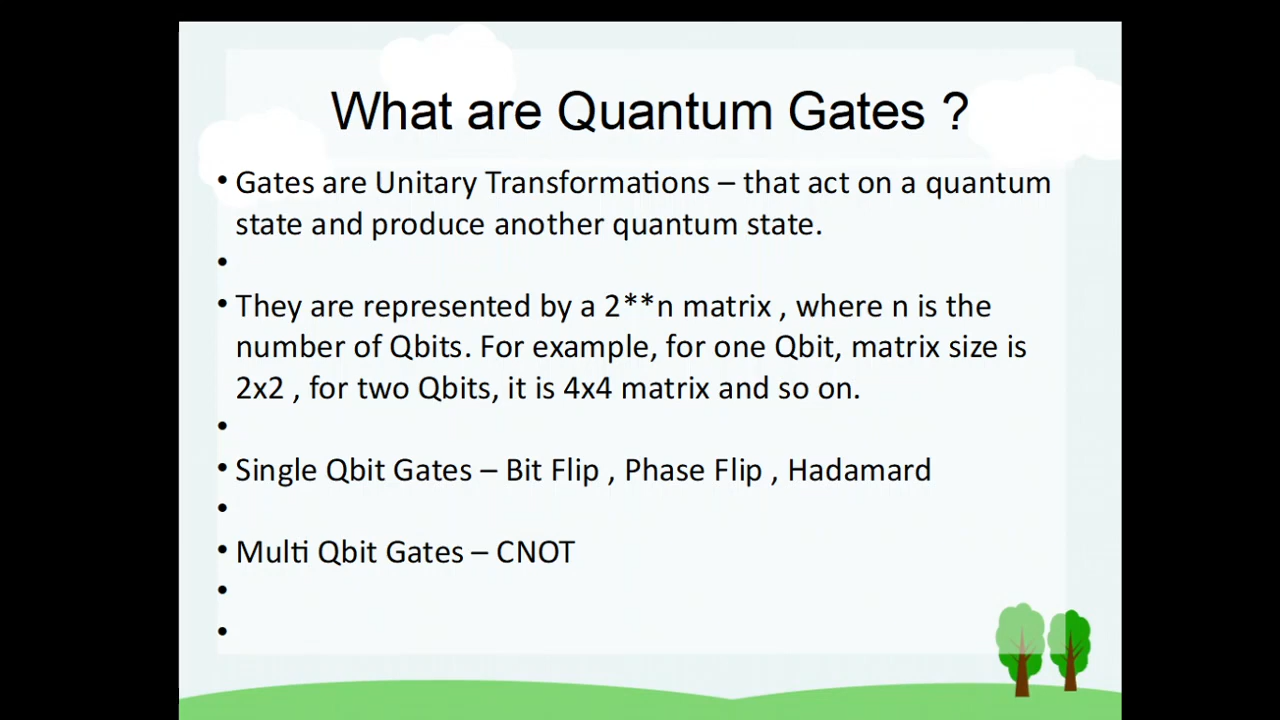 What are Quantum Gates ?
• Gates are Unitary Transformations – that act on a quantum
state and produce another quantum state.
•
• They are represented by a 2**n matrix , where n is the
number of Qbits. For example, for one Qbit, matrix size is
2x2 , for two Qbits, it is 4x4 matrix and so on.
•
• Single Qbit Gates – Bit Flip , Phase Flip , Hadamard
•
• Multi Qbit Gates – CNOT
•
•